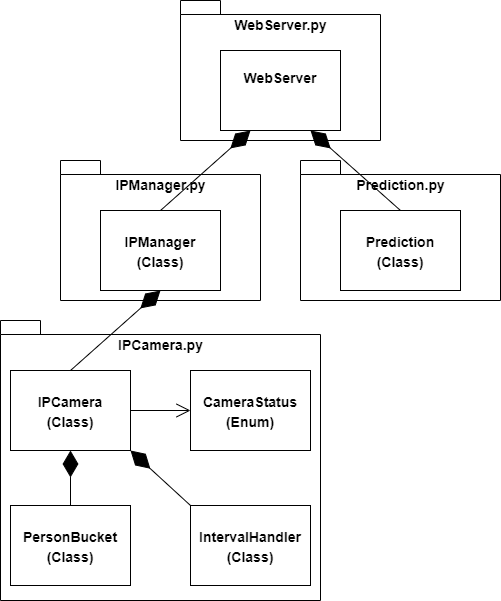 WebServer.py
WebServer
IPManager.py
Prediction.py
IPManager
(Class)
Prediction
(Class)
IPCamera.py
IPCamera
(Class)
CameraStatus
(Enum)
PersonBucket
(Class)
IntervalHandler
(Class)